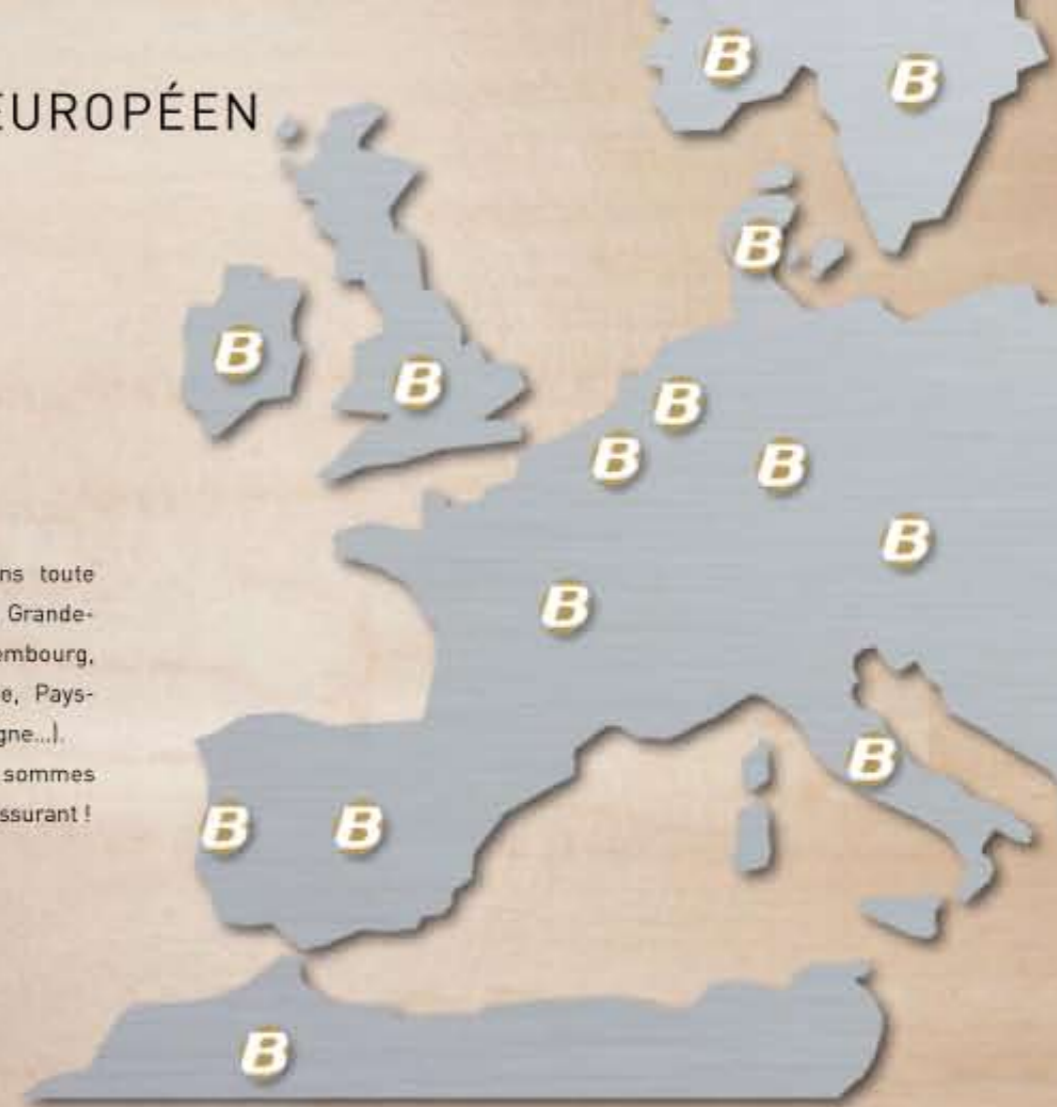 EUROPÉEN
B
B
B
B
B
B
B
B
B
B
B
B
B
B
ns toute
Grande-
embourg,
e, Pays-
gne...).
sommes
ssurant !